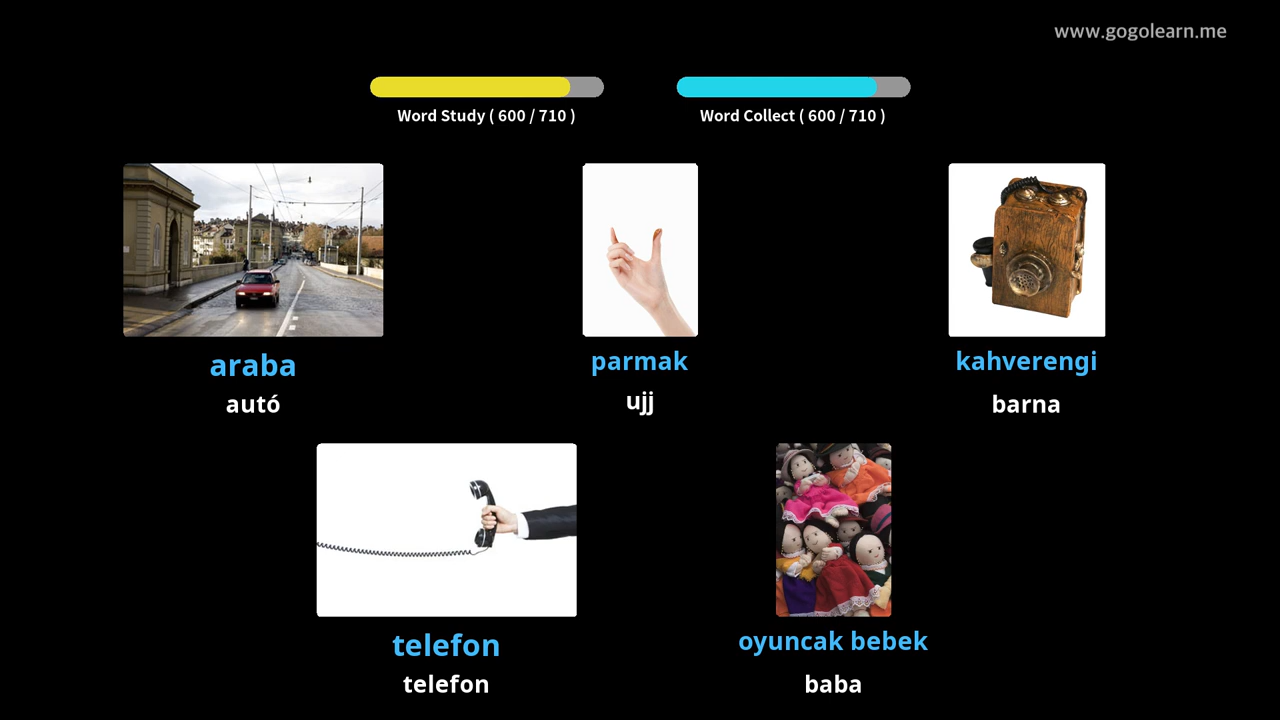 www.gogolearn.me
Word Study ( 600 / 710 )
Word Collect ( 600 / 710 )
araba
autó
parmak
ujj
kahverengi
barna
telefon
telefon
oyuncak bebek
baba